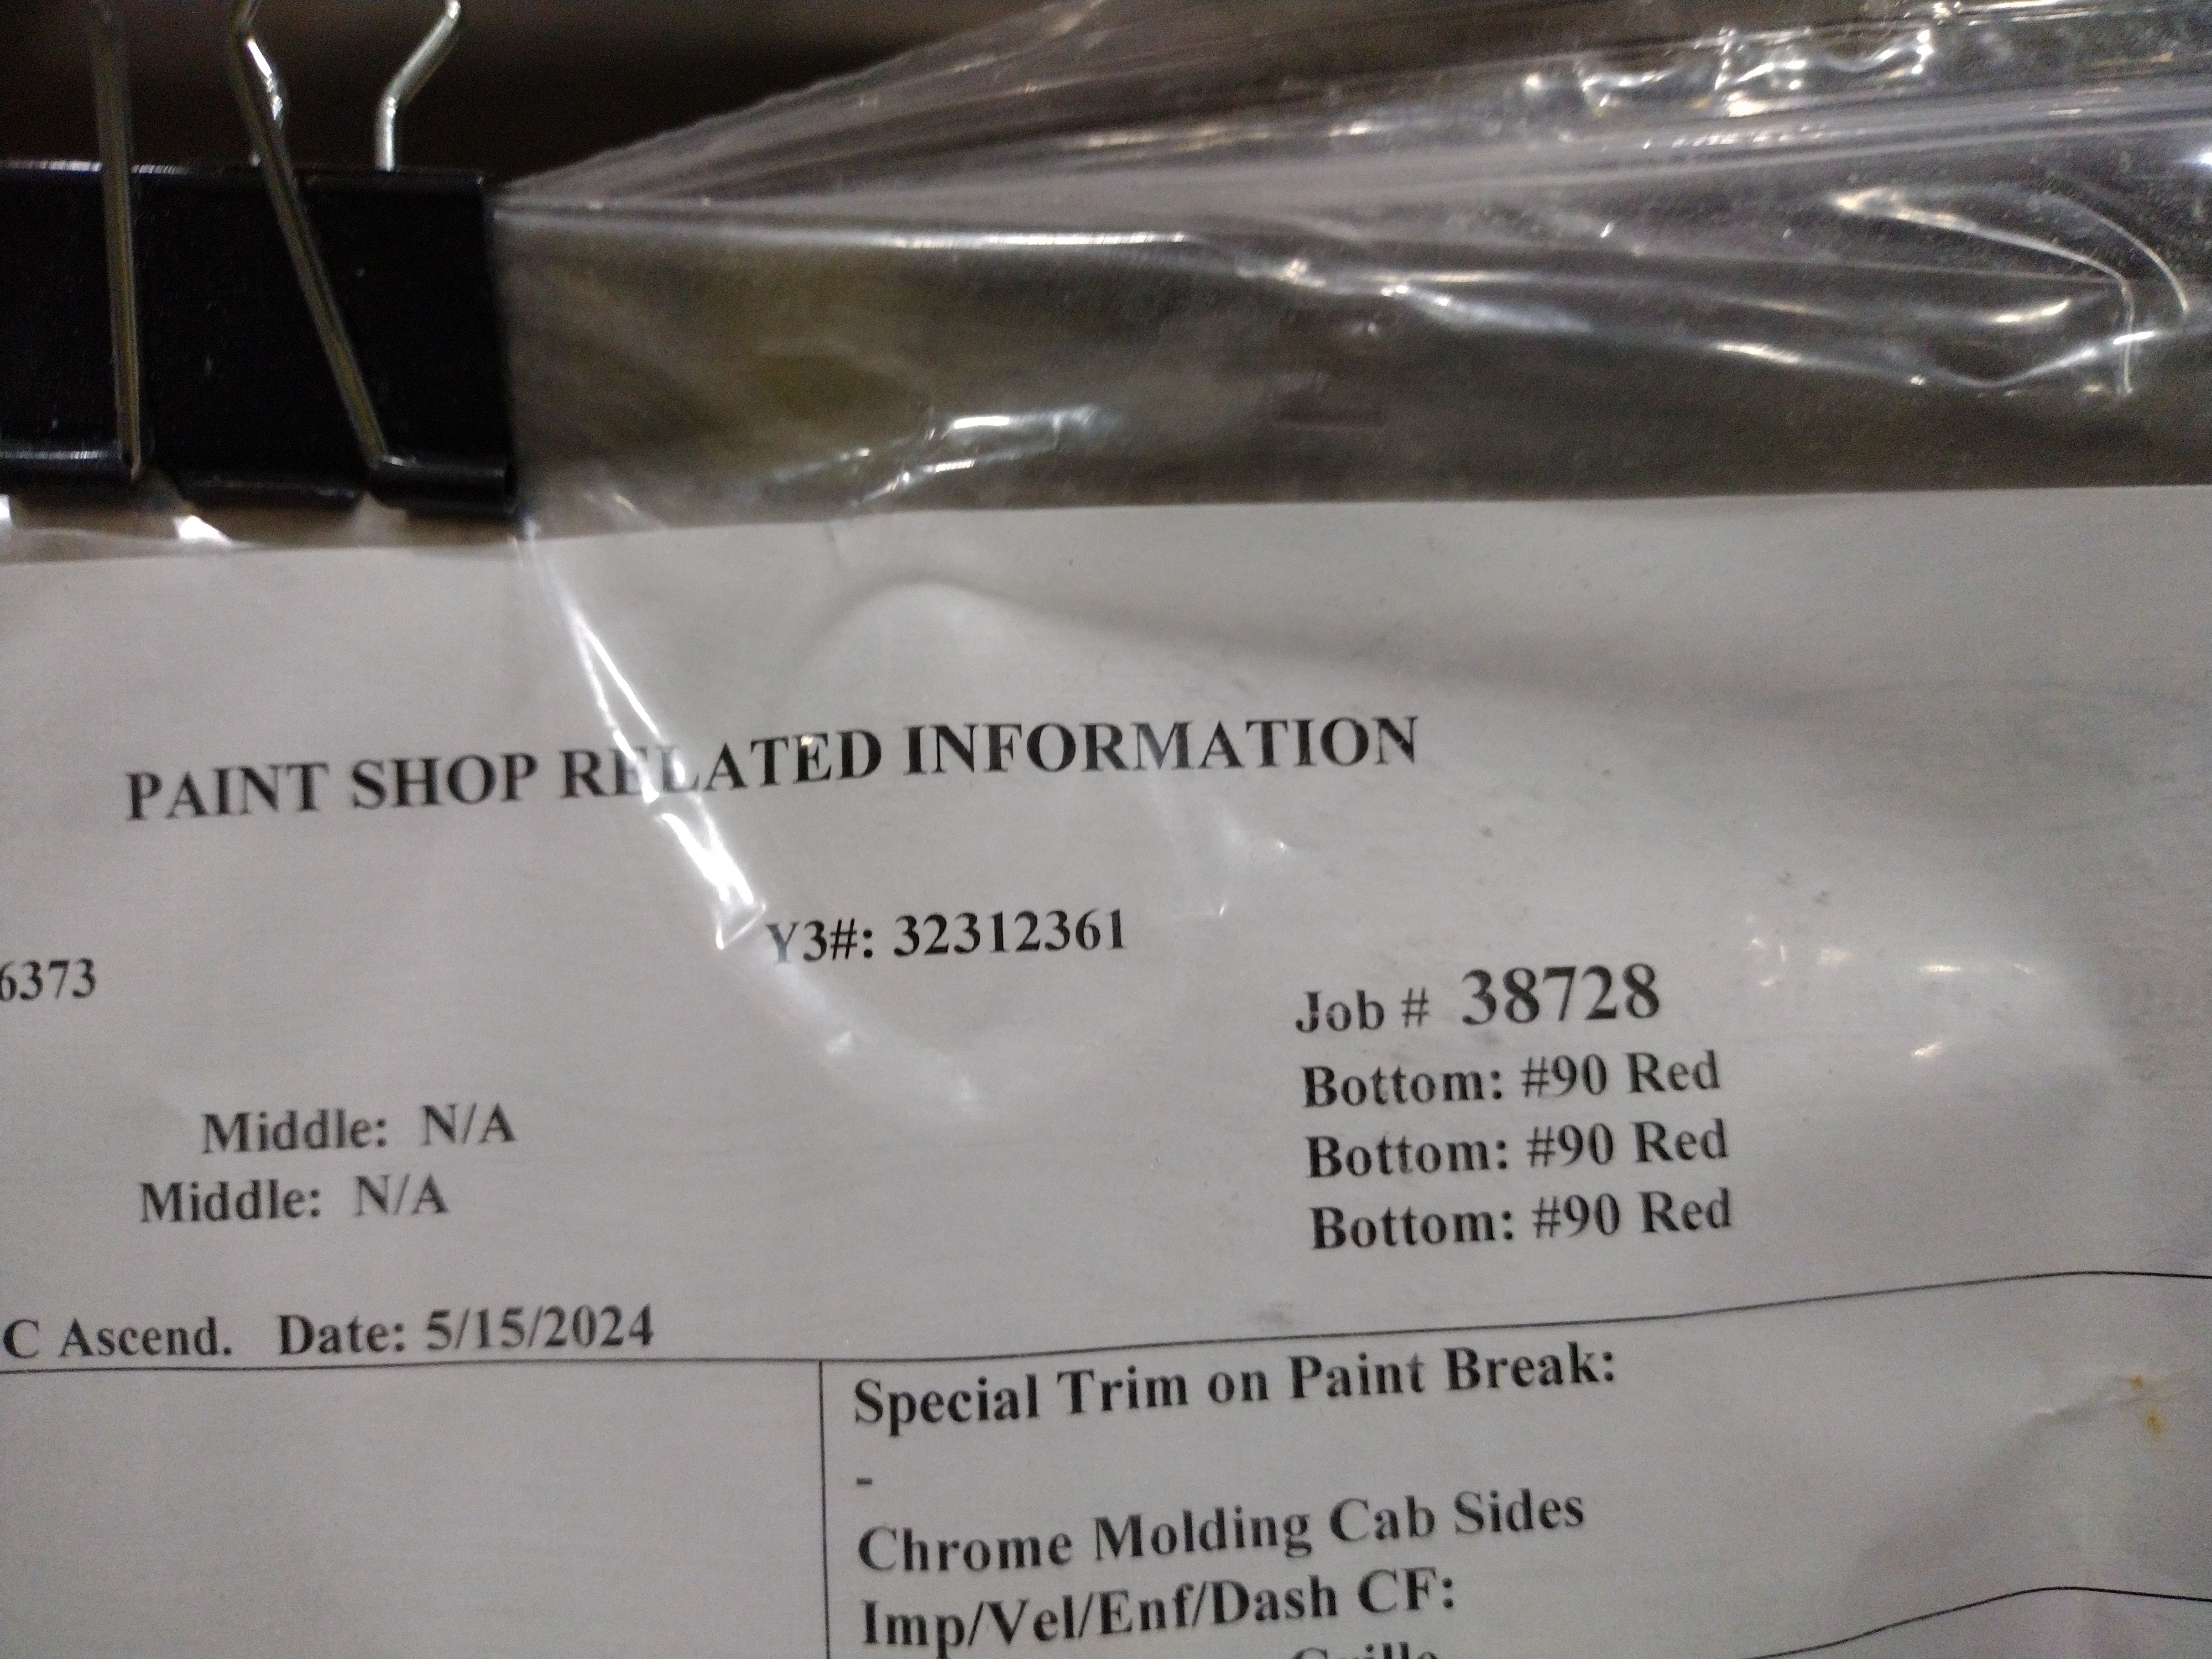 PAINT SHOP RELATED INFORMATION
Y3#: 32312361
6373
Job # 38728
Bottom: #90 Red
Middle: N/A
Bottom: #90 Red
Middle: N/A
Bottom: #90 Red
C Ascend. Date: 5/15/2024
Special Trim on Paint Break:
-
Chrome Molding Cab Sides
Imp/Vel/Enf/Dash CF:
Grille